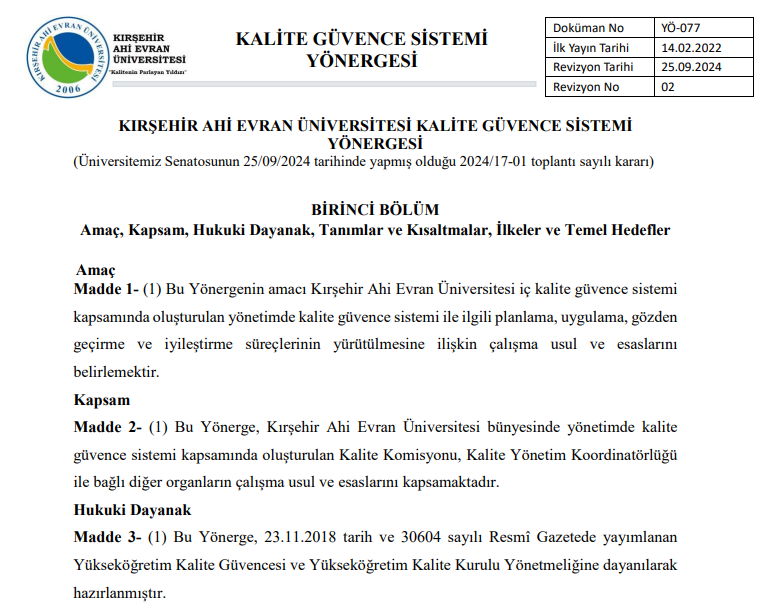 KIRŞEHİR AHİ EVRAN ÜNİVERSİTESİ
2006
KIRŞEHİR
AHİ EVRAN
ÜNİVERSİTESİ
"Kalitenin Parlayan Yıldızı"
KALİTE GÜVENCE SİSTEMİ
YÖNERGESİ
Doküman No YÖ-077
İlk Yayın Tarihi 14.02.2022
Revizyon Tarihi 25.09.2024
Revizyon No 02
KIRŞEHİR AHİ EVRAN ÜNİVERSİTESİ KALİTE GÜVENCE SİSTEMİ
YÖNERGESİ
(Üniversitemiz Senatosunun 25/09/2024 tarihinde yapmış olduğu 2024/17-01 toplantı sayılı kararı)
BİRİNCİ BÖLÜM
Amaç, Kapsam, Hukuki Dayanak, Tanımlar ve Kısaltmalar, İlkeler ve Temel Hedefler
Amaç
Madde 1- (1) Bu Yönergenin amacı Kırşehir Ahi Evran Üniversitesi iç kalite güvence sistemi
kapsamında oluşturulan yönetimde kalite güvence sistemi ile ilgili planlama, uygulama, gözden
geçirme ve iyileştirme süreçlerinin yürütülmesine ilişkin çalışma usul ve esaslarını
belirlemektir.
Kapsam
Madde 2- (1) Bu Yönerge, Kırşehir Ahi Evran Üniversitesi bünyesinde yönetimde kalite
güvence sistemi kapsamında oluşturulan Kalite Komisyonu, Kalite Yönetim Koordinatörlüğü
ile bağlı diğer organların çalışma usul ve esaslarını kapsamaktadır.
Hukuki Dayanak
Madde 3- (1) Bu Yönerge, 23.11.2018 tarih ve 30604 sayılı Resmî Gazetede yayımlanan
Yükseköğretim Kalite Güvencesi ve Yükseköğretim Kalite Kurulu Yönetmeliğine dayanılarak
hazırlanmıştır.